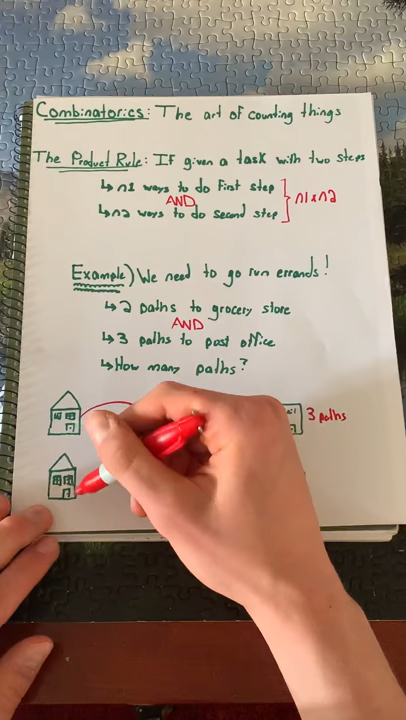 Combinatorics: The art of counting things
The Product Rule: If given a task with two steps
↳ n1 ways to do first step
AND
↳ n2 ways to do second step
n1 x n2
Example) We need to go run errands!
↳ 2 paths to grocery store
AND
↳ 3 paths to post office
↳ How many paths?
3 paths